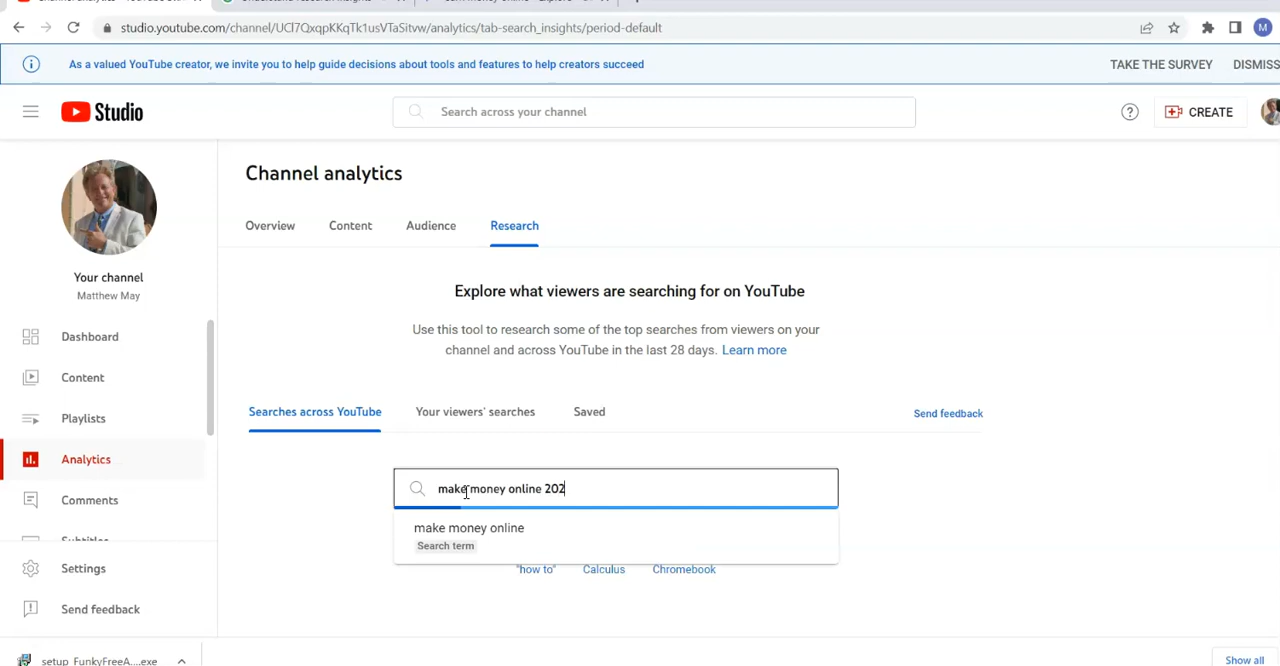 studio.youtube.com/channel/UCl7QxqpKKqTk1usVTaSitvw/analytics/tab-search_insights/period-default
M
As a valued YouTube creator, we invite you to help guide decisions about tools and features to help creators succeed
TAKE THE SURVEY
DISMISS
Studio
Search across your channel
CREATE
Your channel
Matthew May
Dashboard
Content
Playlists
Analytics
Comments
Subtitles
Settings
Send feedback
Channel analytics
Overview
Content
Audience
Research
Explore what viewers are searching for on YouTube
Use this tool to research some of the top searches from viewers on your
channel and across YouTube in the last 28 days. Learn more
Searches across YouTube
Your viewers' searches
Saved
Send feedback
make money online 202
make money online
Search term
"how to"
Calculus
Chromebook
setup_FunkyFreeA....exe
Show all